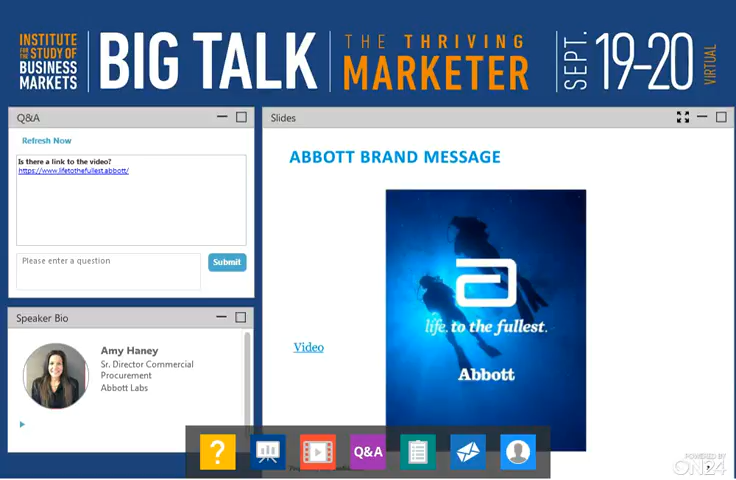 INSTITUTE
FOR THE STUDY OF
BUSINESS
MARKETS
BIG TALK
THE THRIVING
MARKETER
SEPT.
19-20
VIRTUAL
Q&A
Refresh Now
Is there a link to the video?
https://www.lifetothefullest.abbott/
Please enter a question
Submit
Speaker Bio
Amy Haney
Sr. Director Commercial
Procurement
Abbott Labs
Slides
ABBOTT BRAND MESSAGE
life. to the fullest.
Abbott
Video
?
Q&A
POWERED BY
ON24